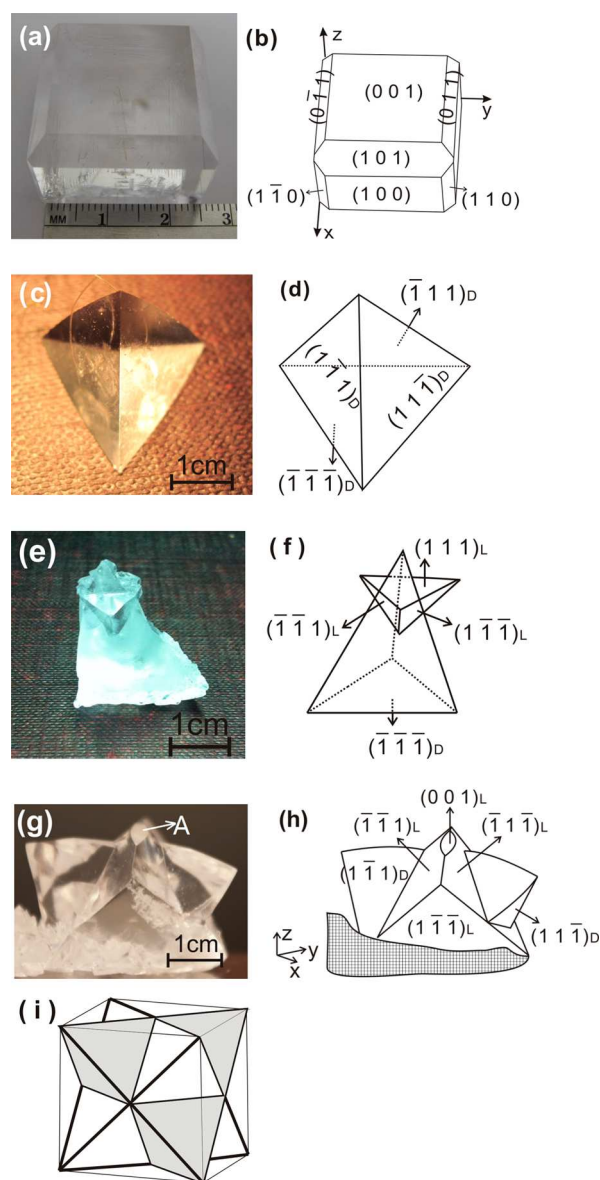 (a)
MM 1 2 3
(b)
z
(0 1̄ 1)
(0 0 1)
(0 1 1)
y
(1 0 1)
(1 1̄ 0)
(1 0 0)
(1 1 0)
x
(c)
1cm
(d)
(1̄ 1 1)D
(1 1̄ 1)D
(1 1 1̄)D
(1̄ 1̄ 1̄)D
(e)
1cm
(f)
(1 1 1)L
(1̄ 1̄ 1)L
(1 1̄ 1̄)L
(1̄ 1̄ 1̄)D
(g)
A
1cm
(h)
(0 0 1)L
(1̄ 1̄ 1)L
(1̄ 1 1̄)L
(1 1̄ 1)D
(1 1̄ 1̄)L
(1 1 1̄)D
z
y
x
(i)